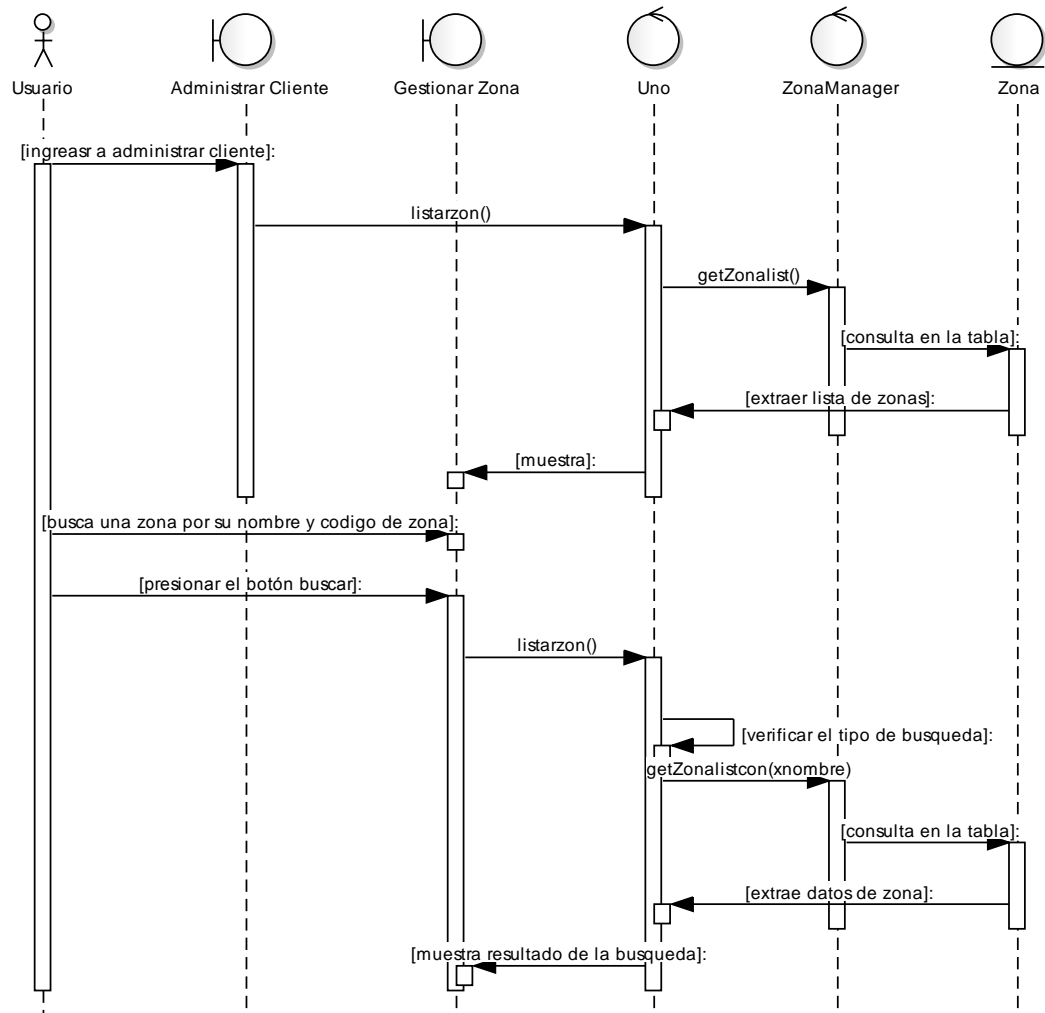 Usuario
Administrar Cliente
Gestionar Zona
Uno
ZonaManager
Zona
[ingreasr a administrar cliente]:
listarzon()
getZonalist()
[consulta en la tabla]:
[extraer lista de zonas]:
[muestra]:
[busca una zona por su nombre y codigo de zona]:
[presionar el botón buscar]:
listarzon()
[verificar el tipo de busqueda]:
getZonalistcon(xnombre)
[consulta en la tabla]:
[extrae datos de zona]:
[muestra resultado de la busqueda]: